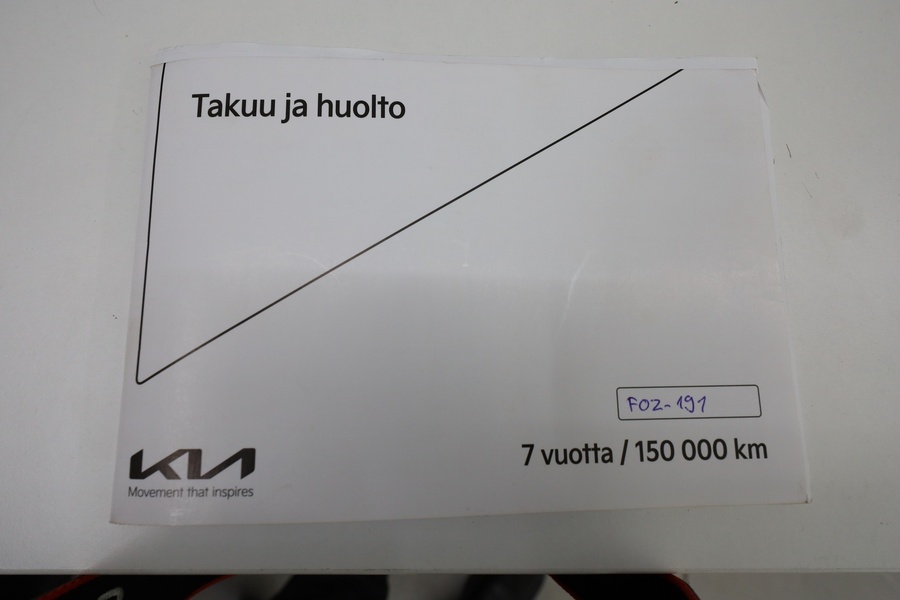 Takuu ja huolto
FOZ-191
7 vuotta / 150 000 km
KIA
Movement that inspires